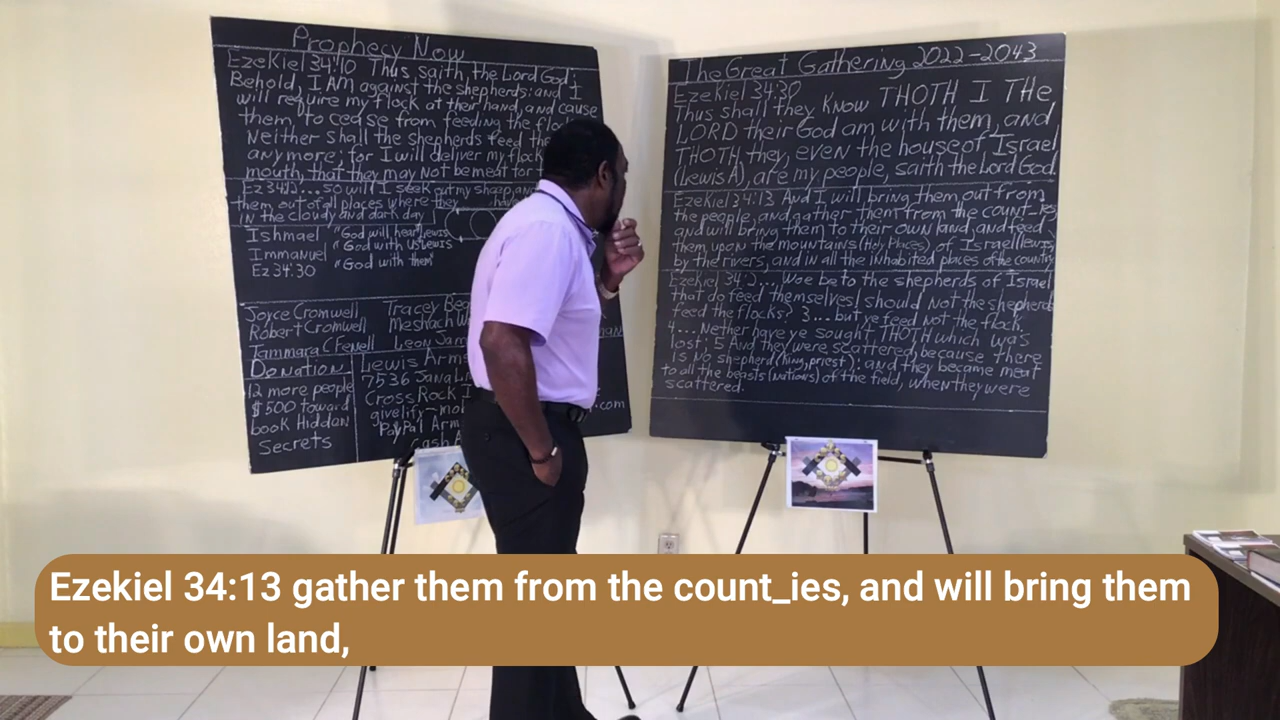 Prophecy Now
Ezekiel 34:10 Thus saith, the Lord God;
Behold, I AM against the shepherds: and I
will require my flock at their hand, and cause
them, to cease from feeding the
Neither shall the shepherds feed
any more; for I will deliver my flock
mouth, that they may not be meat for
Ez 34:12...so will I seek out my sheep, and
them out of all places where they
in the cloudy and dark day
Ishmael "God will hear"Lewis
"God with Us Lewis
Immanuel "God with them"
Ez 34:30
Joyce Cromwell Tracey
Robert Cromwell Meshach
Tammara C Fenell Leon
Donation
12 more people
$500 toward
book Hiddan
Secrets
Lewis
7536 Jana
Cross Rock
givelify-
PayPal
Cash
.com
The Great Gathering 2022-2043
Ezekiel 34:30
Thus shall they know THOTH I THe
LORD their God am with them, and
THOTH they, even the house of Israel
(Lewis A), are my people, saith the Lord God.
Ezekiel 34:13 And I will bring them out from
the people, and gather them from the count_ies,
and will bring them to their own land, and feed
them upon the mountains (Holy Places) of Israel(lewis)
by the rivers, and in all the inhabited places of the country
Ezekiel 34:2... Woe be to the shepherds of Israel
that do feed themselves! should not the shepherds
feed the flocks? 3...but ye feed not the flock.
4...Nether have ye sought THOTH which was
lost; 5 And they were scattered, because there
is no shepherd (King, priest): and they became meat
to all the beasts (nations) of the field, when they were
scattered.
Ezekiel 34:13 gather them from the count_ies, and will bring them
to their own land,